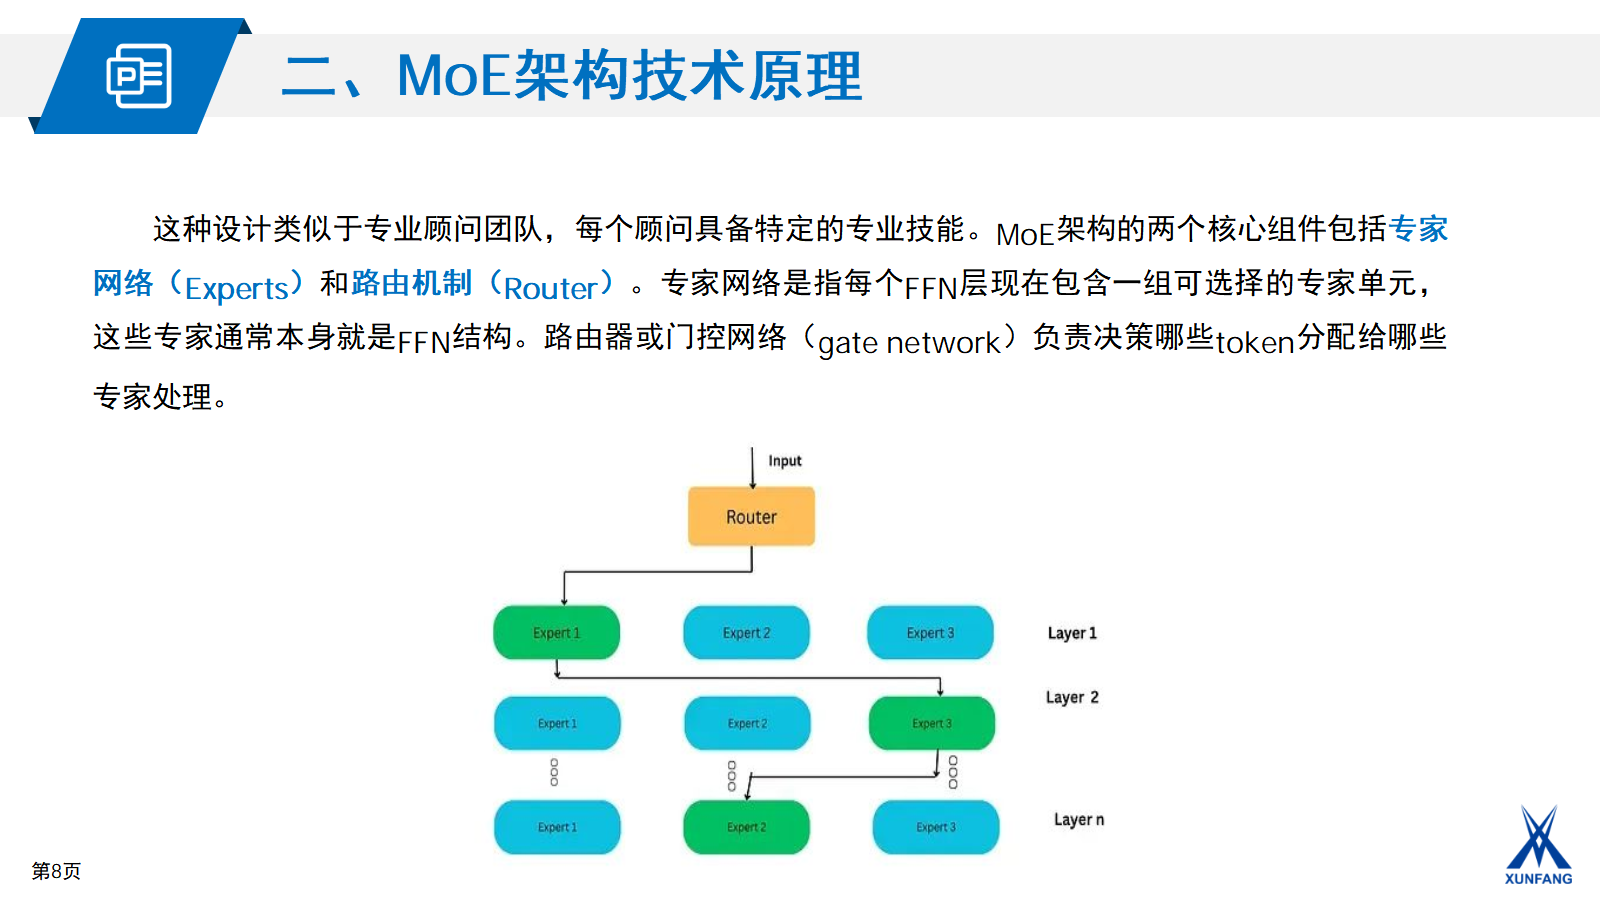 二、MoE架构技术原理
这种设计类似于专业顾问团队，每个顾问具备特定的专业技能。MoE架构的两个核心组件包括专家
网络（Experts）和路由机制（Router）。专家网络是指每个FFN层现在包含一组可选择的专家单元，
这些专家通常本身就是FFN结构。路由器或门控网络（gate network）负责决策哪些token分配给哪些
专家处理。
Input
Router
Expert 1 Expert 2 Expert 3 Layer 1
Layer 2
Expert 1 Expert 2 Expert 3
Expert 1 Expert 2 Expert 3 Layer n
第8页
XUNFANG